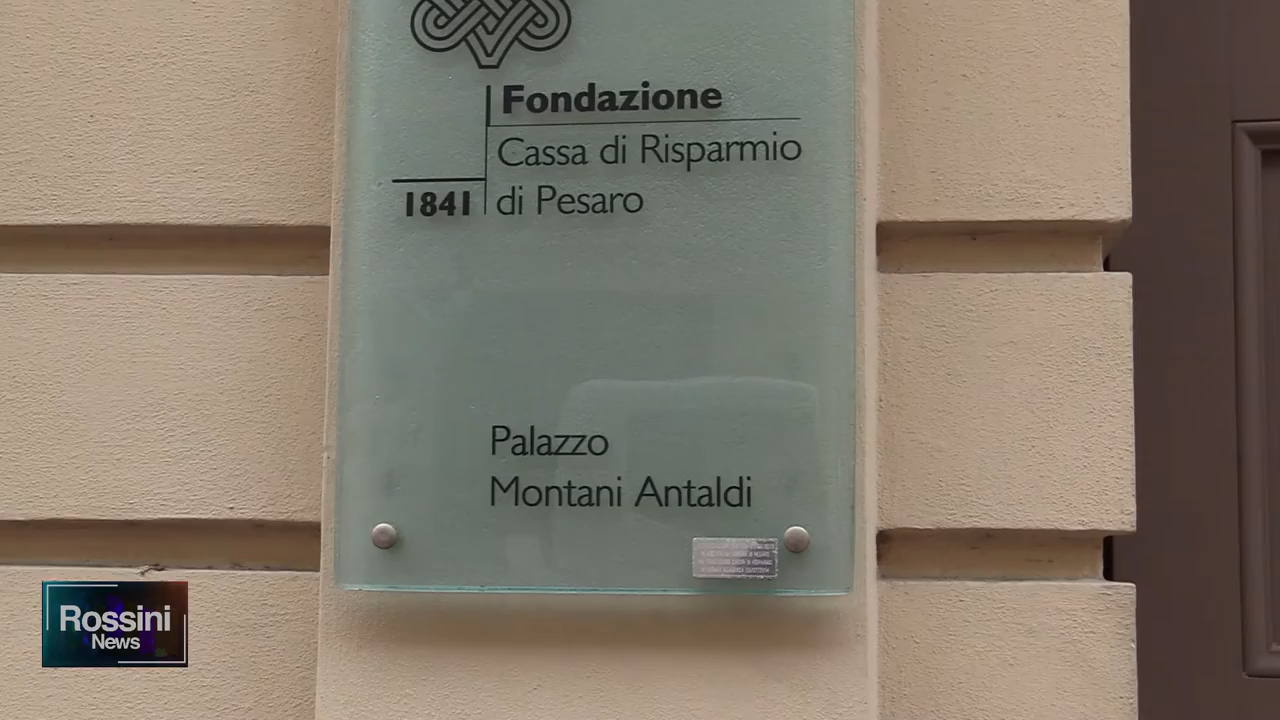 Fondazione
Cassa di Risparmio
1841 di Pesaro
Palazzo
Montani Antaldi
Rossini
News